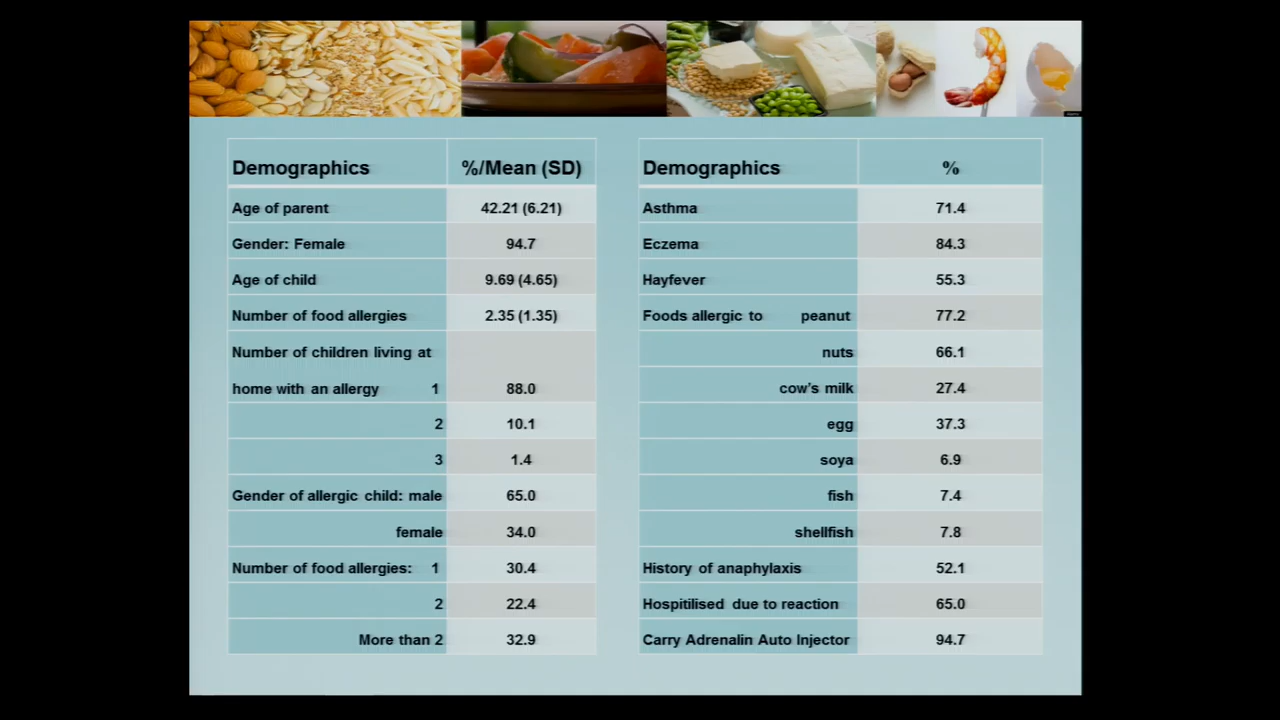 Demographics %/Mean (SD)
Age of parent 42.21 (6.21)
Gender: Female 94.7
Age of child 9.69 (4.65)
Number of food allergies 2.35 (1.35)
Number of children living at
home with an allergy 1 88.0
2 10.1
3 1.4
Gender of allergic child: male 65.0
female 34.0
Number of food allergies: 1 30.4
2 22.4
More than 2 32.9
Demographics %
Asthma 71.4
Eczema 84.3
Hayfever 55.3
Foods allergic to peanut 77.2
nuts 66.1
cow's milk 27.4
egg 37.3
soya 6.9
fish 7.4
shellfish 7.8
History of anaphylaxis 52.1
Hospitilised due to reaction 65.0
Carry Adrenalin Auto Injector 94.7